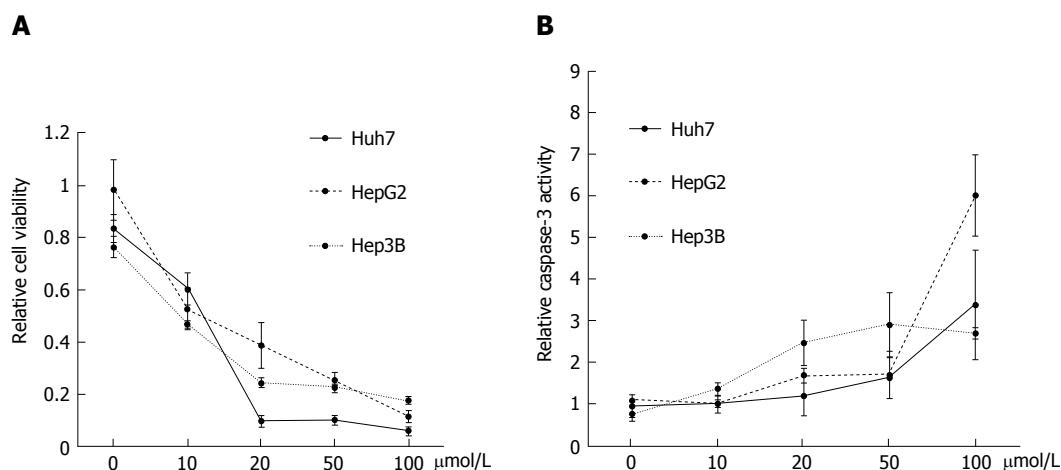 A
Relative cell viability
1.2
1
0.8
0.6
0.4
0.2
0
Huh7
HepG2
Hep3B
0 10 20 50 100 μmol/L
B
Relative caspase-3 activity
9
8
7
6
5
4
3
2
1
0
Huh7
HepG2
Hep3B
0 10 20 50 100 μmol/L